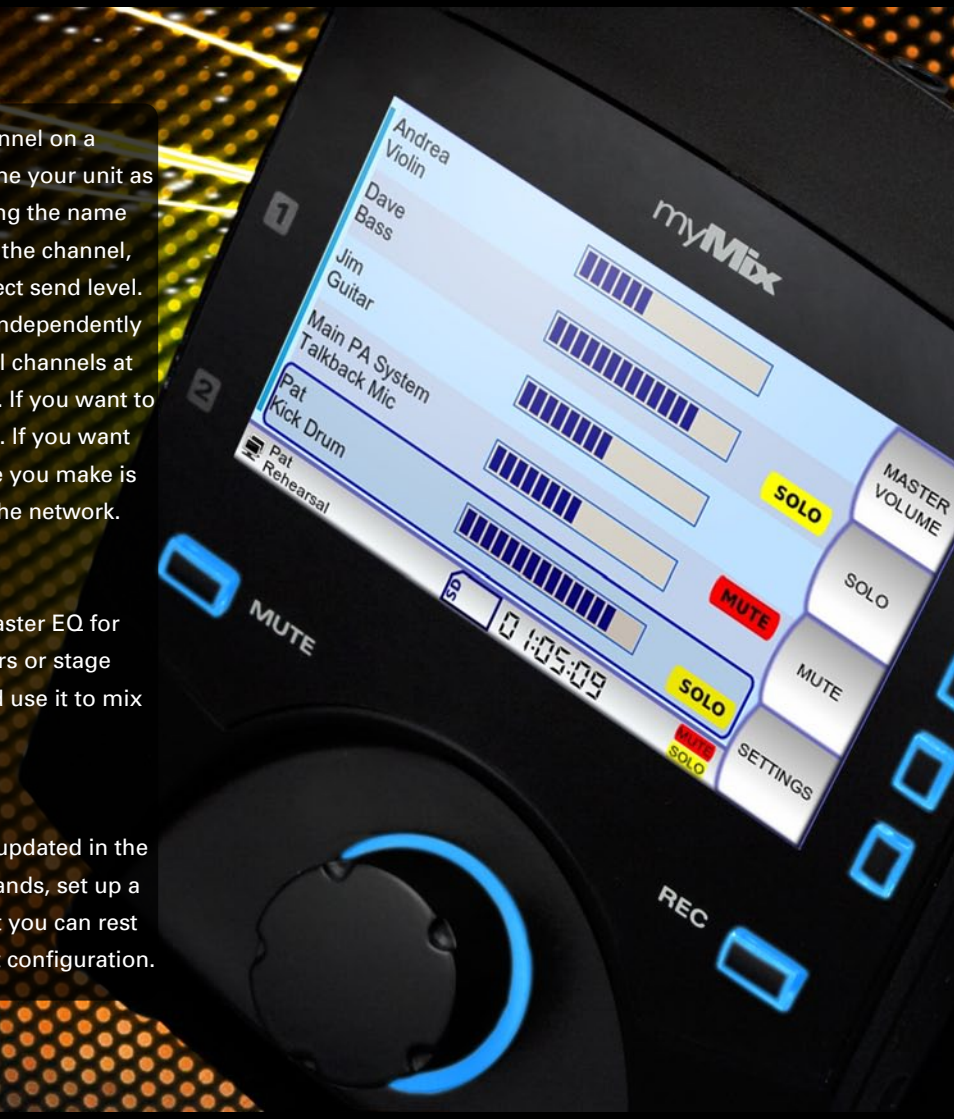 nnel on a
ne your unit as
ng the name
the channel,
ect send level.
ndependently
l channels at
. If you want to
. If you want
e you make is
he network.
aster EQ for
rs or stage
l use it to mix
updated in the
ands, set up a
t you can rest
configuration.
1
2
myMix
Andrea
Violin
Dave
Bass
Jim
Guitar
SOLO
Main PA System
Talkback Mic
MUTE
Pat
Kick Drum
SOLO
Pat
Rehearsal
SD
01:05:09
MUTE
SOLO
MASTER
VOLUME
SOLO
MUTE
SETTINGS
MUTE
REC